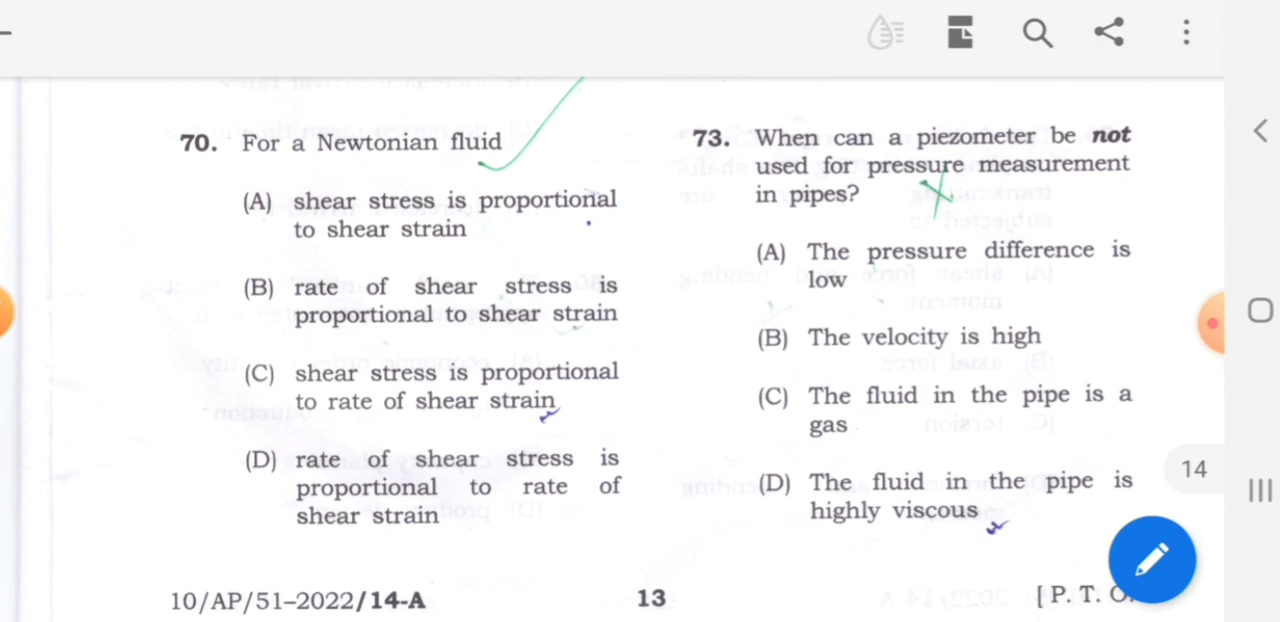 70. For a Newtonian fluid
(A) shear stress is proportional
to shear strain
(B) rate of shear stress is
proportional to shear strain
(C) shear stress is proportional
to rate of shear strain
(D) rate of shear stress is
proportional to rate of
shear strain
73. When can a piezometer be not
used for pressure measurement
in pipes?
(A) The pressure difference is
low
(B) The velocity is high
(C) The fluid in the pipe is a
gas
(D) The fluid in the pipe is
highly viscous
14
10/AP/51–2022/14-A
13
[ P. T. O.